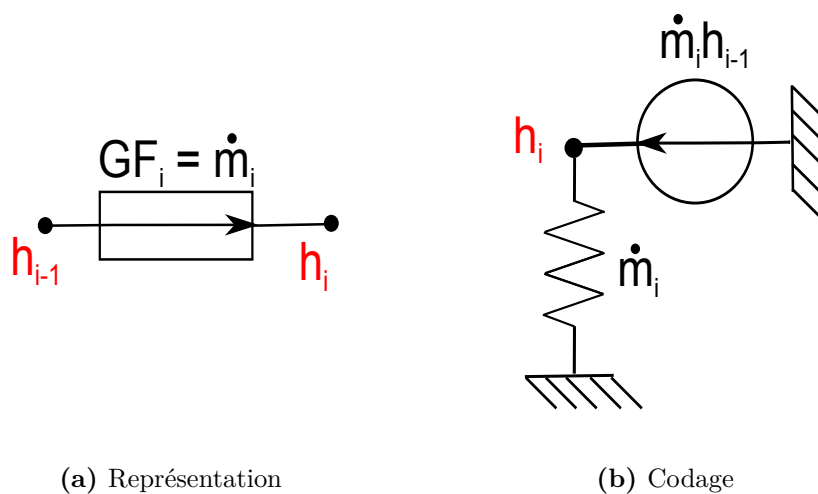 GFᵢ = ṁᵢ
hᵢ₋₁
hᵢ
(a) Représentation
ṁᵢhᵢ₋₁
hᵢ
ṁᵢ
(b) Codage